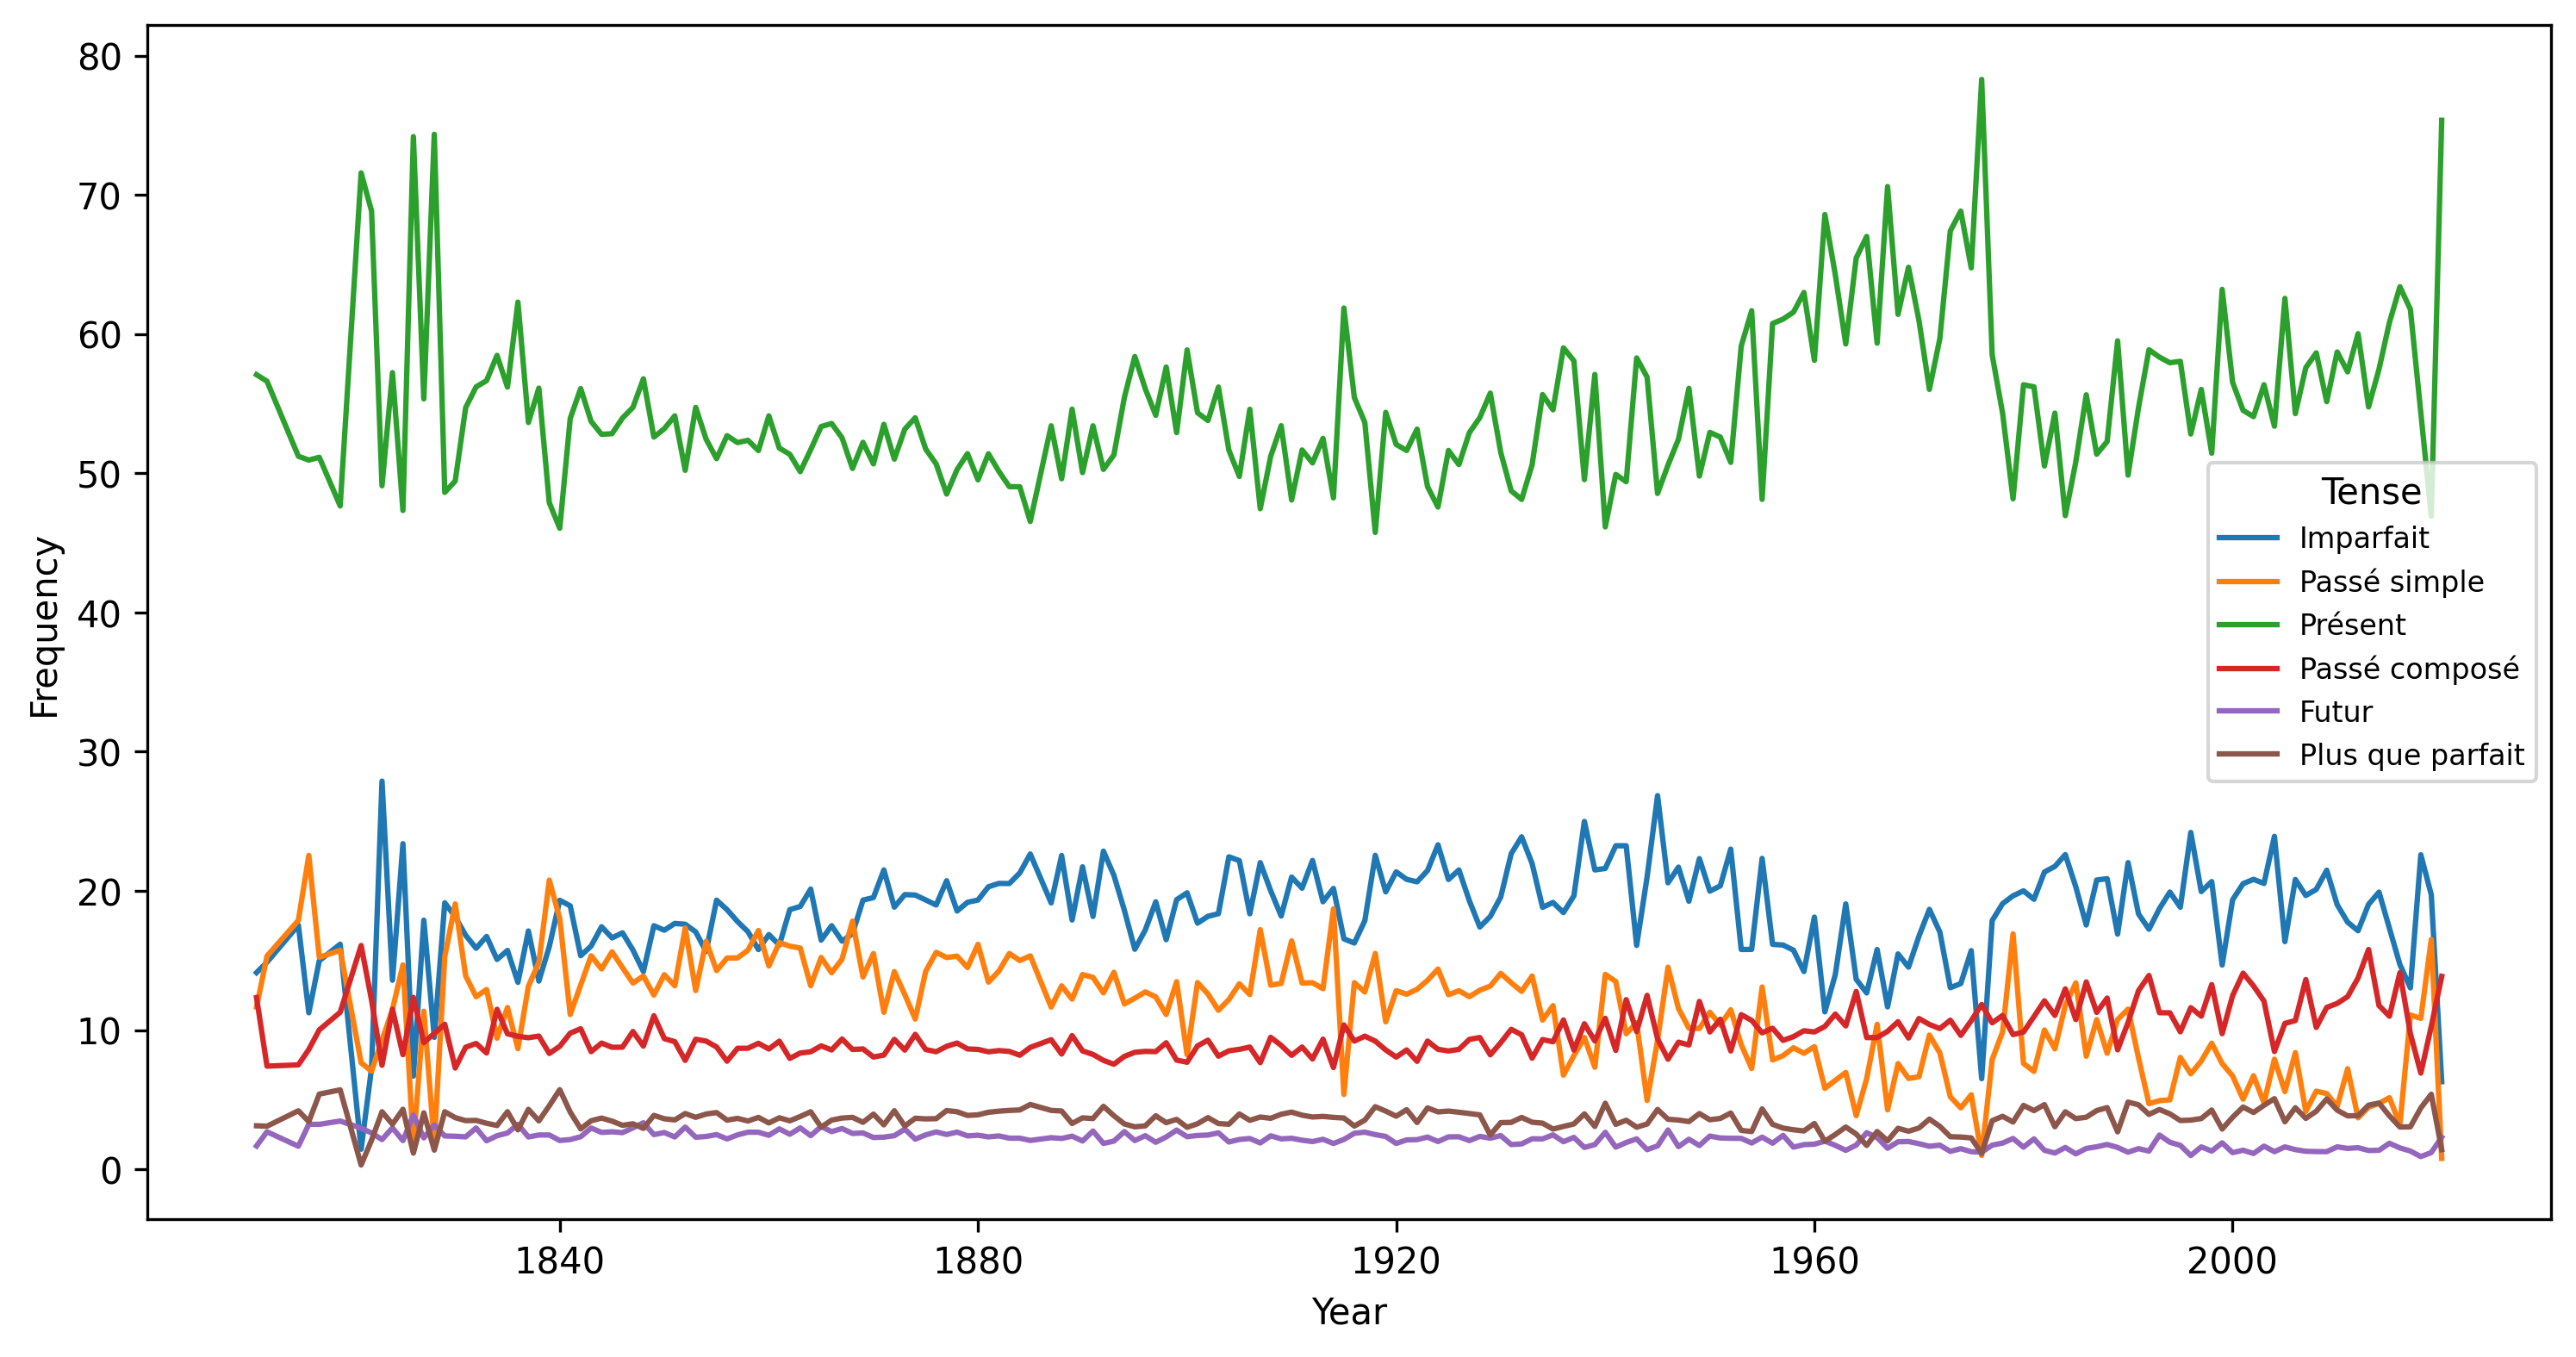 80
70
60
50
40
30
20
10
0
Frequency
1840 1880 1920 1960 2000
Year
Tense
Imparfait
Passé simple
Présent
Passé composé
Futur
Plus que parfait